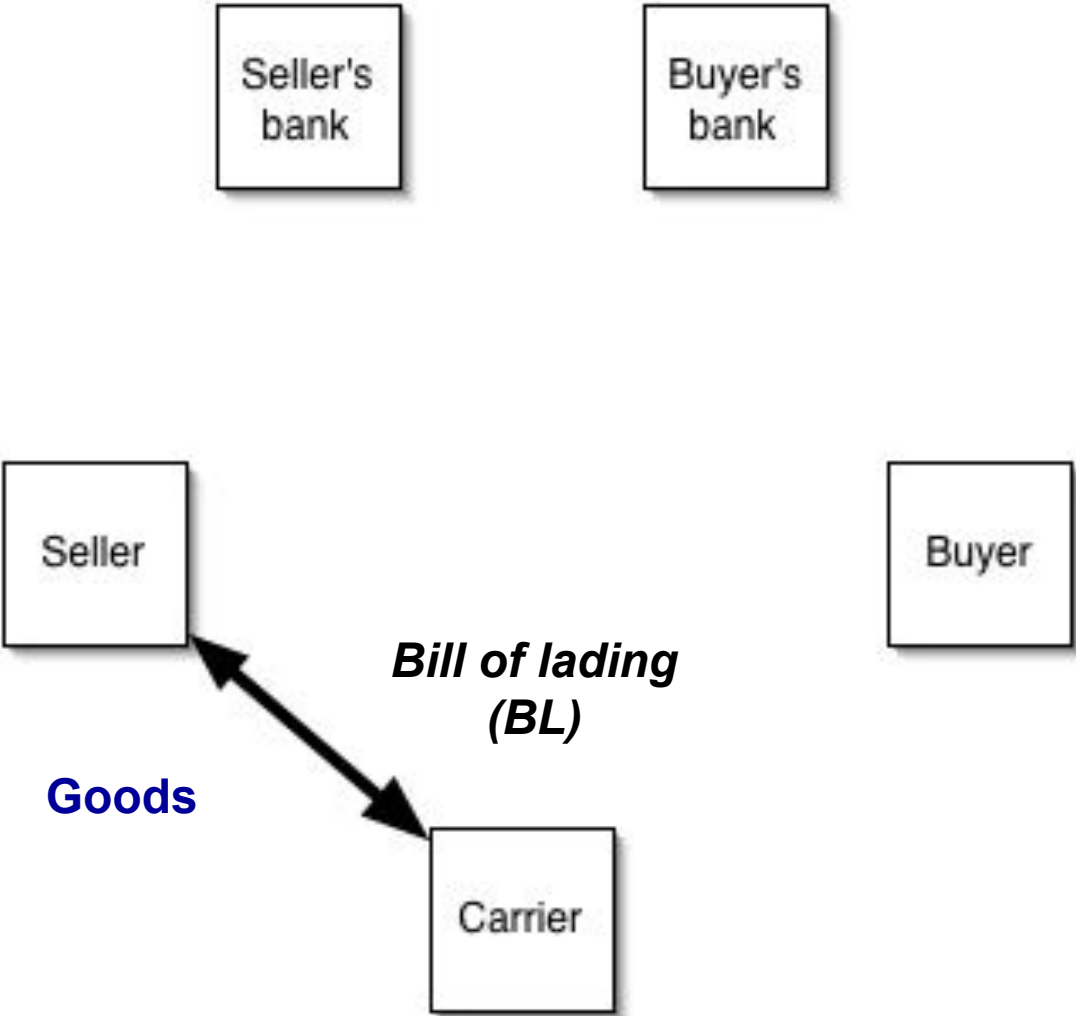 Seller's
bank
Buyer's
bank
Seller
Buyer
Bill of lading
(BL)
Goods
Carrier